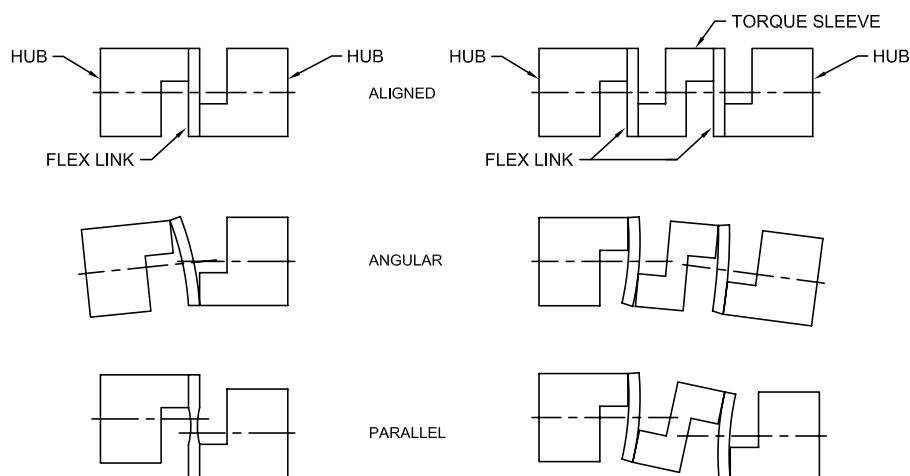 TORQUE SLEEVE
HUB
HUB
HUB
HUB
ALIGNED
FLEX LINK
FLEX LINK
ANGULAR
PARALLEL